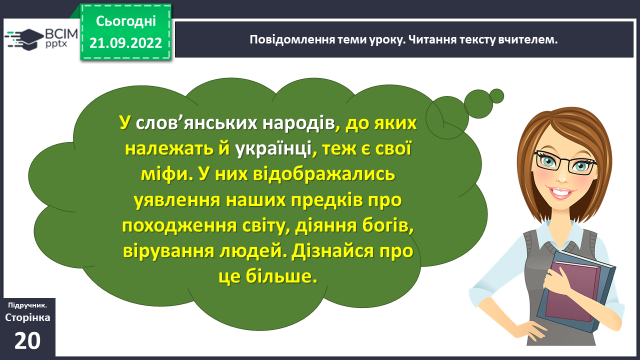 ВСІМ
pptx
Сьогодні
21.09.2022
Повідомлення теми уроку. Читання тексту вчителем.
У слов’янських народів, до яких
належать й українці, теж є свої
міфи. У них відображались
уявлення наших предків про
походження світу, діяння богів,
вірування людей. Дізнайся про
це більше.
Підручник.
Сторінка
20